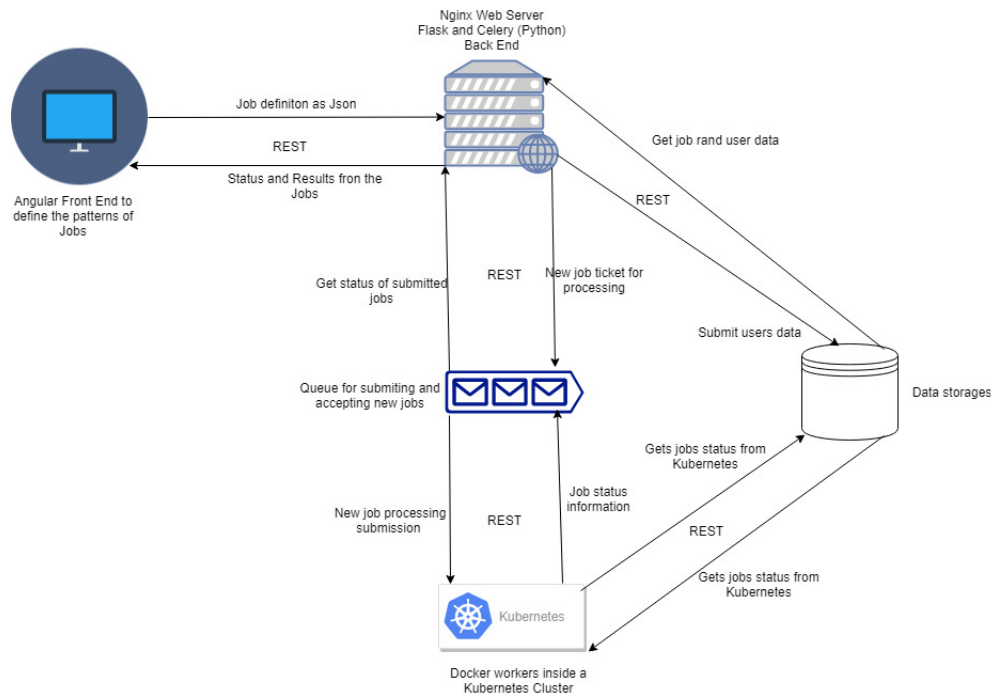 Nginx Web Server
Flask and Celery (Python)
Back End
Job definiton as Json
REST
Status and Results fron the
Jobs
Angular Front End to
define the patterns of
Jobs
Get job rand user data
REST
Get status of submitted
jobs
REST
New job ticket for
processing
Submit users data
Queue for submiting and
accepting new jobs
Data storages
Gets jobs status from
Kubernetes
New job processing
submission
REST
Job status
information
REST
Gets jobs status from
Kubernetes
Kubernetes
Docker workers inside a
Kubernetes Cluster